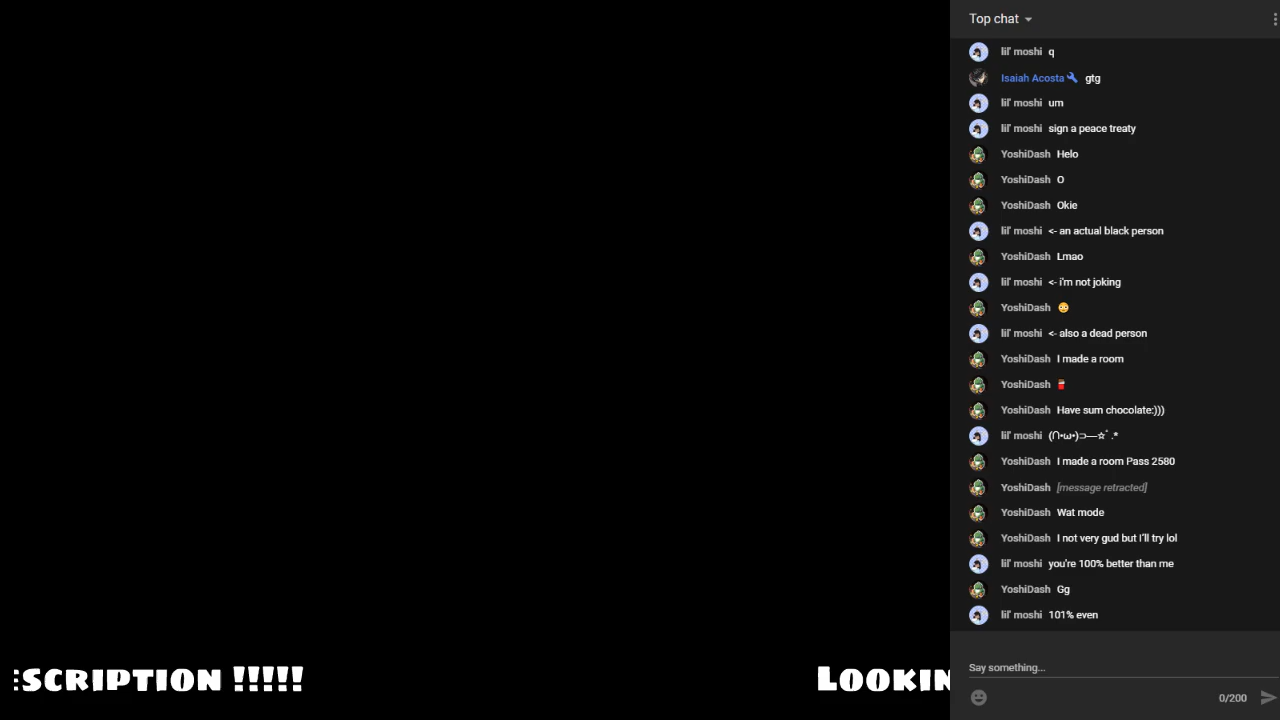 Top chat
lil' moshi q
Isaiah Acosta gtg
lil' moshi um
lil' moshi sign a peace treaty
YoshiDash Helo
YoshiDash O
YoshiDash Okie
lil' moshi <- an actual black person
YoshiDash Lmao
lil' moshi <- i'm not joking
YoshiDash 😳
lil' moshi <- also a dead person
YoshiDash I made a room
YoshiDash 🧧
YoshiDash Have sum chocolate:)))
lil' moshi (∩•ω•)⊃—☆ﾟ.*
YoshiDash I made a room Pass 2580
YoshiDash [message retracted]
YoshiDash Wat mode
YoshiDash I not very gud but I'll try lol
lil' moshi you're 100% better than me
YoshiDash Gg
lil' moshi 101% even
Say something...
0/200
SCRIPTION !!!!! LOOKIN